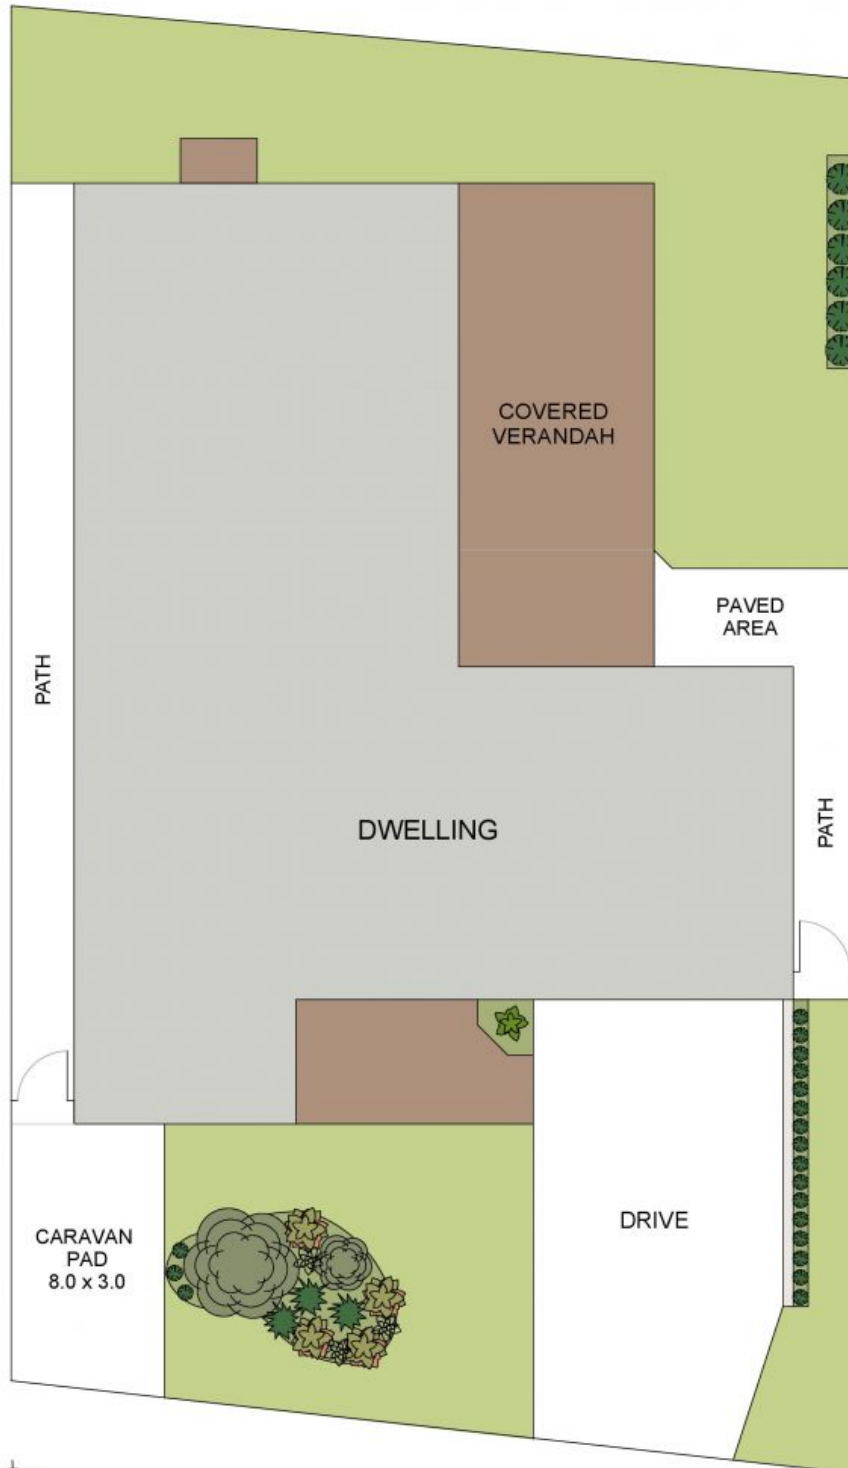 COVERED
VERANDAH
PAVED
AREA
PATH
DWELLING
PATH
CARAVAN
PAD
8.0 x 3.0
DRIVE